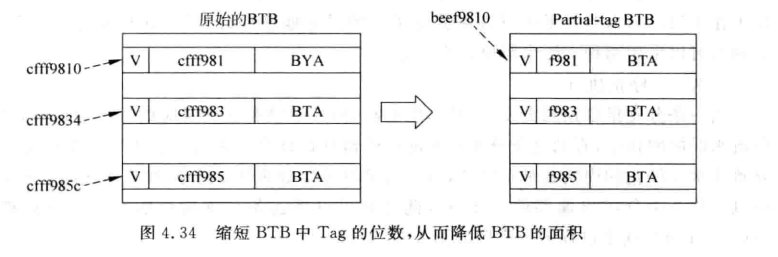 原始的BTB
beef9810
Partial-tag BTB
cfff9810
V cfff981 BYA
V f981 BTA
cfff9834
V cfff983 BTA
V f983 BTA
cfff985c
V cfff985 BTA
V f985 BTA
图 4.34 缩短 BTB 中 Tag 的位数,从而降低 BTB 的面积